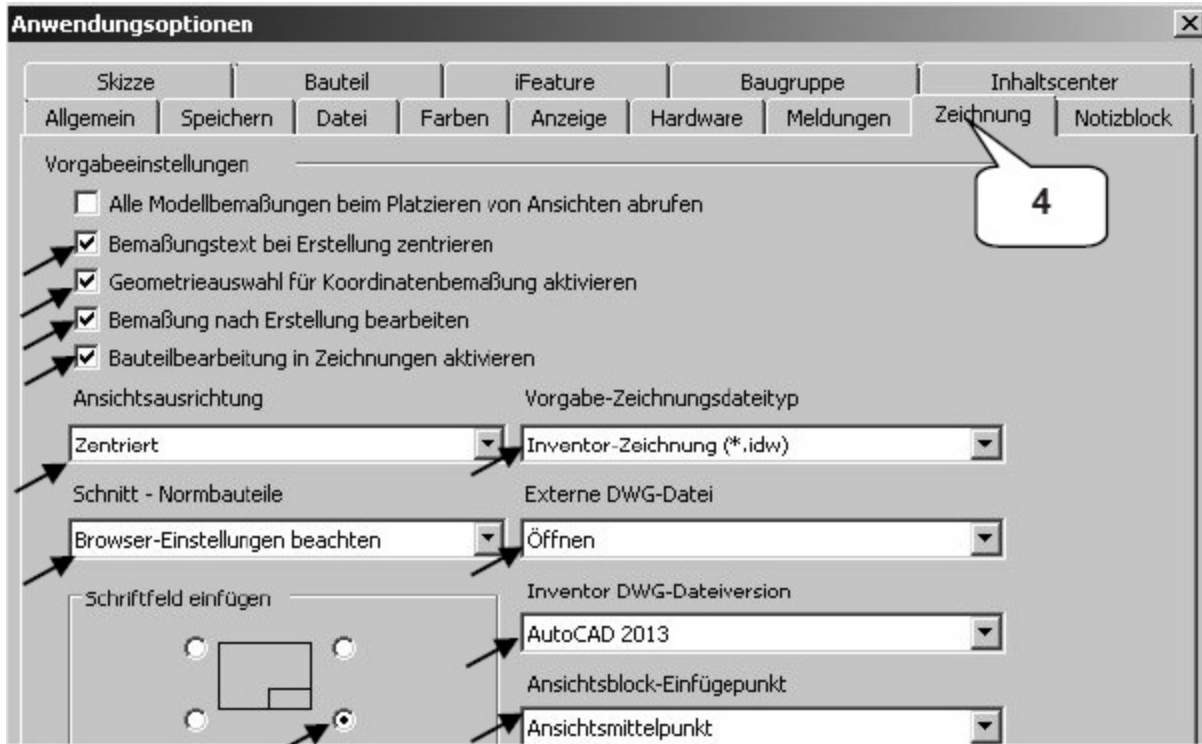 Anwendungsoptionen
Skizze Bauteil iFeature Baugruppe Inhaltscenter
Allgemein Speichern Datei Farben Anzeige Hardware Meldungen Zeichnung Notizblock
Vorgabeeinstellungen
4
Alle Modellbemaßungen beim Platzieren von Ansichten abrufen
Bemaßungstext bei Erstellung zentrieren
Geometrieauswahl für Koordinatenbemaßung aktivieren
Bemaßung nach Erstellung bearbeiten
Bauteilbearbeitung in Zeichnungen aktivieren
Ansichtsausrichtung Vorgabe-Zeichnungsdateityp
Zentriert Inventor-Zeichnung (*.idw)
Schnitt - Normbauteile Externe DWG-Datei
Browser-Einstellungen beachten Öffnen
Schriftfeld einfügen Inventor DWG-Dateiversion
AutoCAD 2013
Ansichtsblock-Einfügepunkt
Ansichtsmittelpunkt